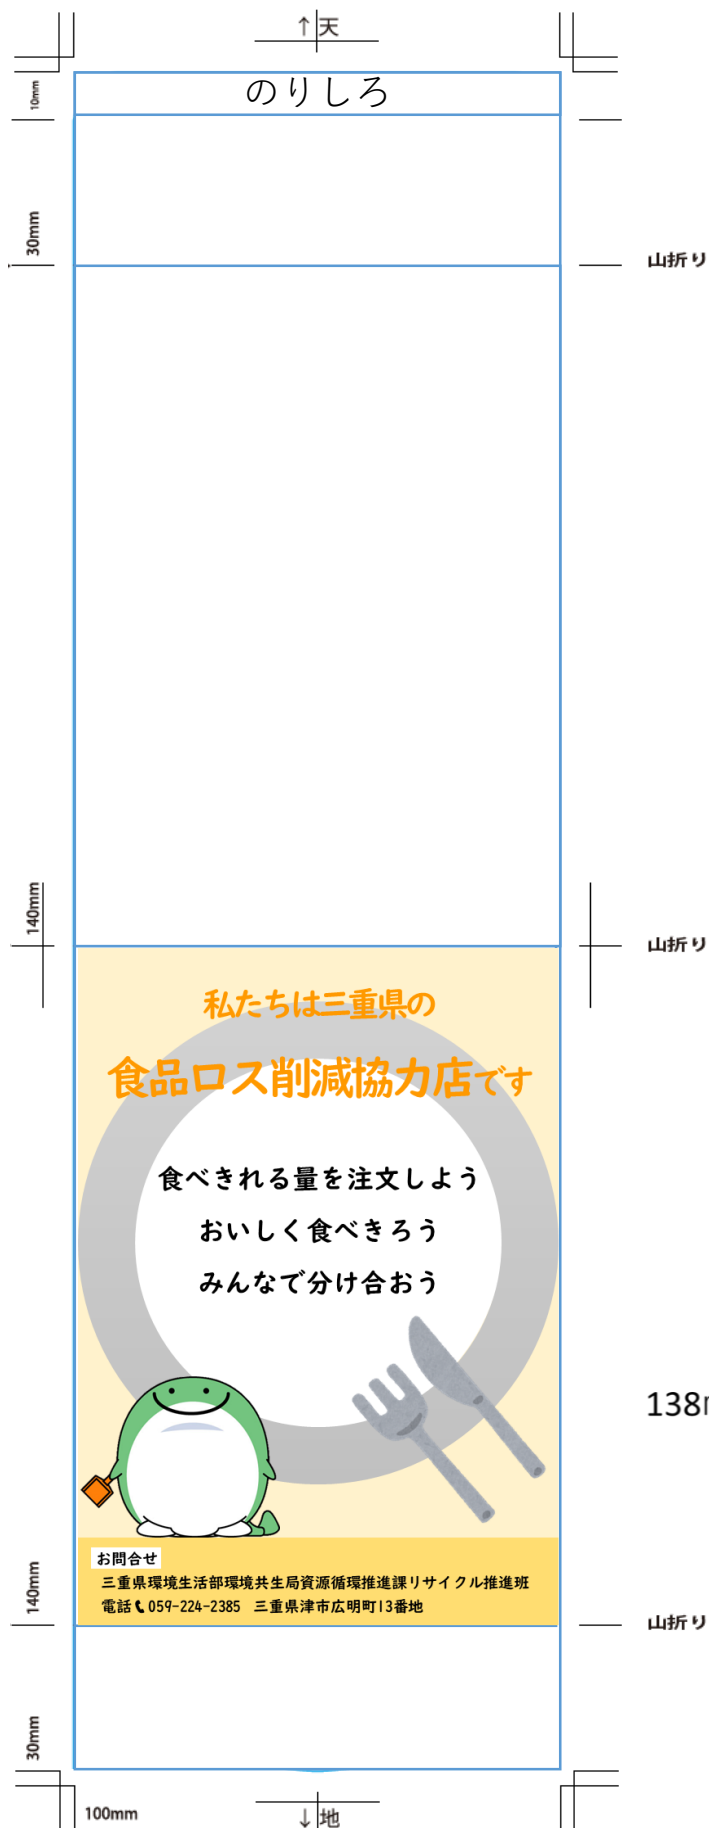 ↑天
のりしろ
10mm
30mm
山折り
140mm
山折り
私たちは三重県の
食品ロス削減協力店です
食べきれる量を注文しよう
おいしく食べきろう
みんなで分け合おう
138
お問合せ
三重県環境生活部環境共生局資源循環推進課リサイクル推進班
電話 059-224-2385 三重県津市広明町13番地
140mm
山折り
30mm
100mm
↓地